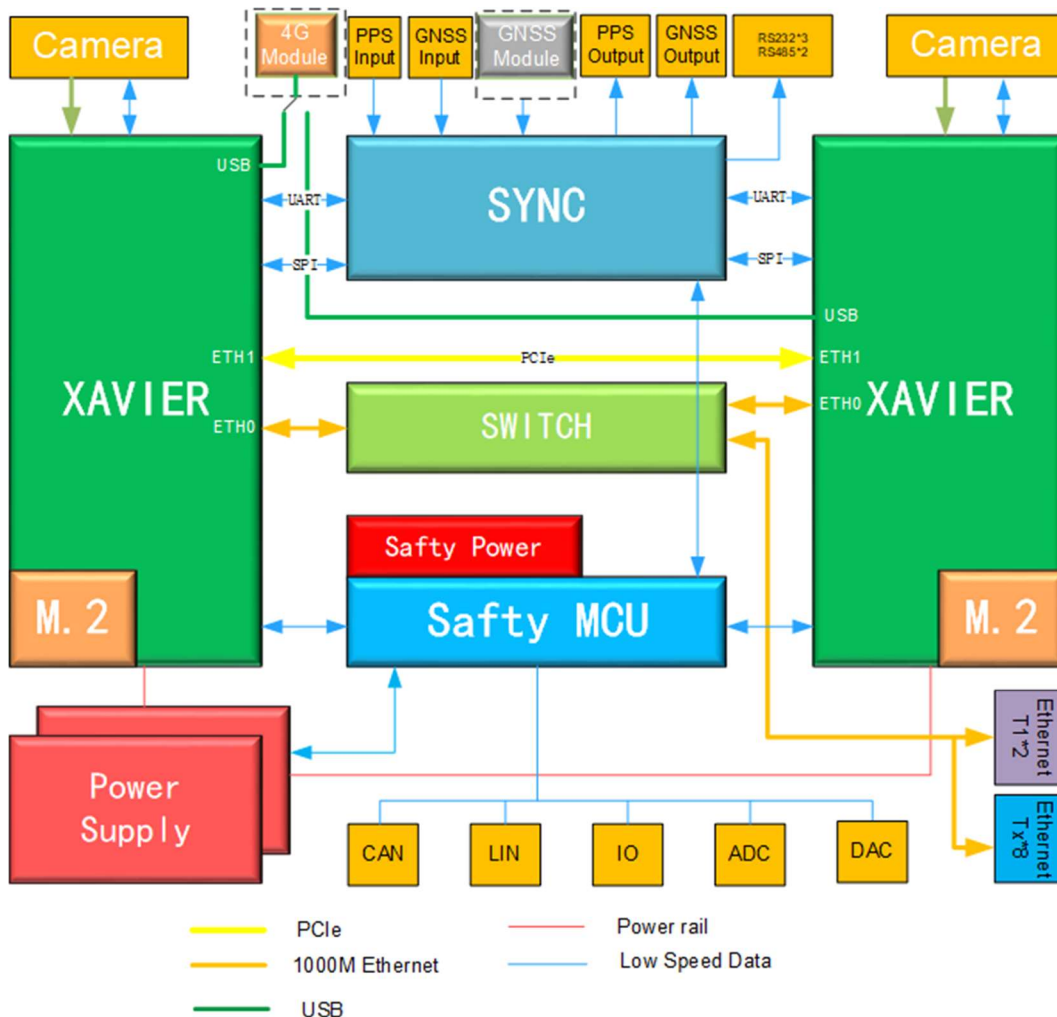 Camera
4G
Module
PPS
Input
GNSS
Input
GNSS
Module
PPS
Output
GNSS
Output
RS232*3
RS485*2
Camera
USB
UART
SYNC
UART
SPI
SPI
USB
ETH1
PCIe
ETH1
XAVIER
ETH0
SWITCH
ETH0
XAVIER
Safty Power
M.2
Safty MCU
M.2
Power
Supply
Ethernet
T1*2
Ethernet
Tx*8
CAN
LIN
IO
ADC
DAC
PCIe
Power rail
1000M Ethernet
Low Speed Data
USB